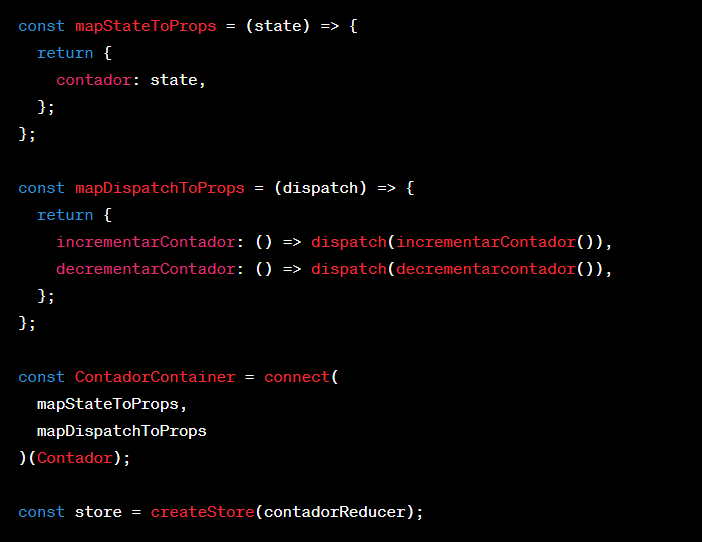 const mapStateToProps = (state) => {
  return {
    contador: state,
  };
};

const mapDispatchToProps = (dispatch) => {
  return {
    incrementarContador: () => dispatch(incrementarContador()),
    decrementarContador: () => dispatch(decrementarcontador()),
  };
};

const ContadorContainer = connect(
  mapStateToProps,
  mapDispatchToProps
)(Contador);

const store = createStore(contadorReducer);